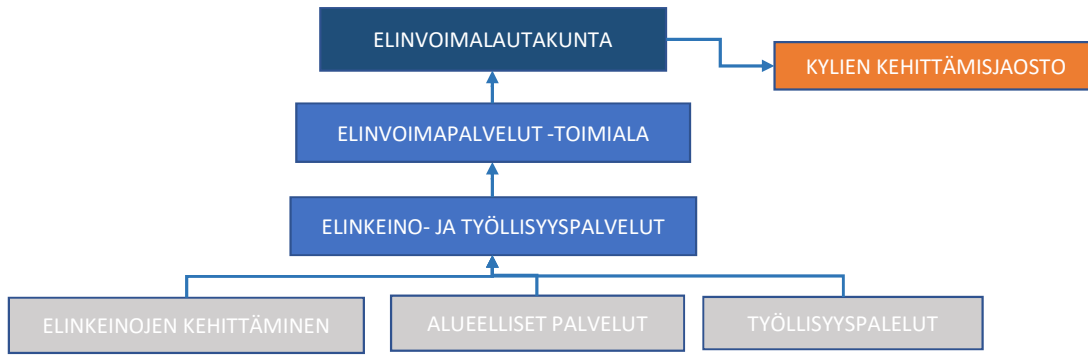 ELINVOIMALAUTAKUNTA
KYLIEN KEHITTÄMISJAOSTO
ELINVOIMAPALVELUT -TOIMIALA
ELINKEINO- JA TYÖLLISYYSPALVELUT
ELINKEINOJEN KEHITTÄMINEN
ALUEELLISET PALVELUT
TYÖLLISYYSPALELUT